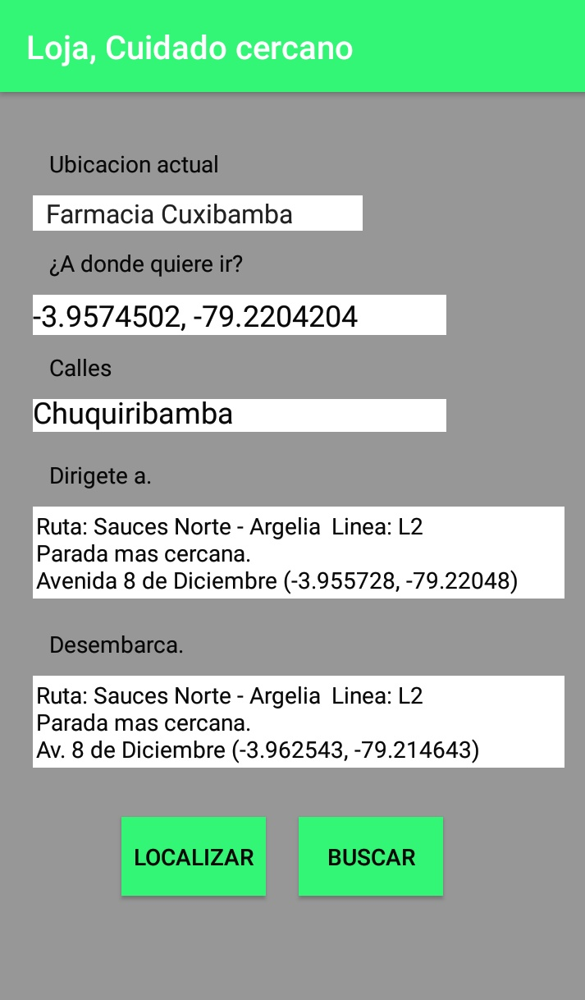 Loja, Cuidado cercano
Ubicacion actual
Farmacia Cuxibamba
¿A donde quiere ir?
-3.9574502, -79.2204204
Calles
Chuquiribamba
Dirigete a.
Ruta: Sauces Norte - Argelia  Linea: L2
Parada mas cercana.
Avenida 8 de Diciembre (-3.955728, -79.22048)
Desembarca.
Ruta: Sauces Norte - Argelia  Linea: L2
Parada mas cercana.
Av. 8 de Diciembre (-3.962543, -79.214643)
LOCALIZAR BUSCAR